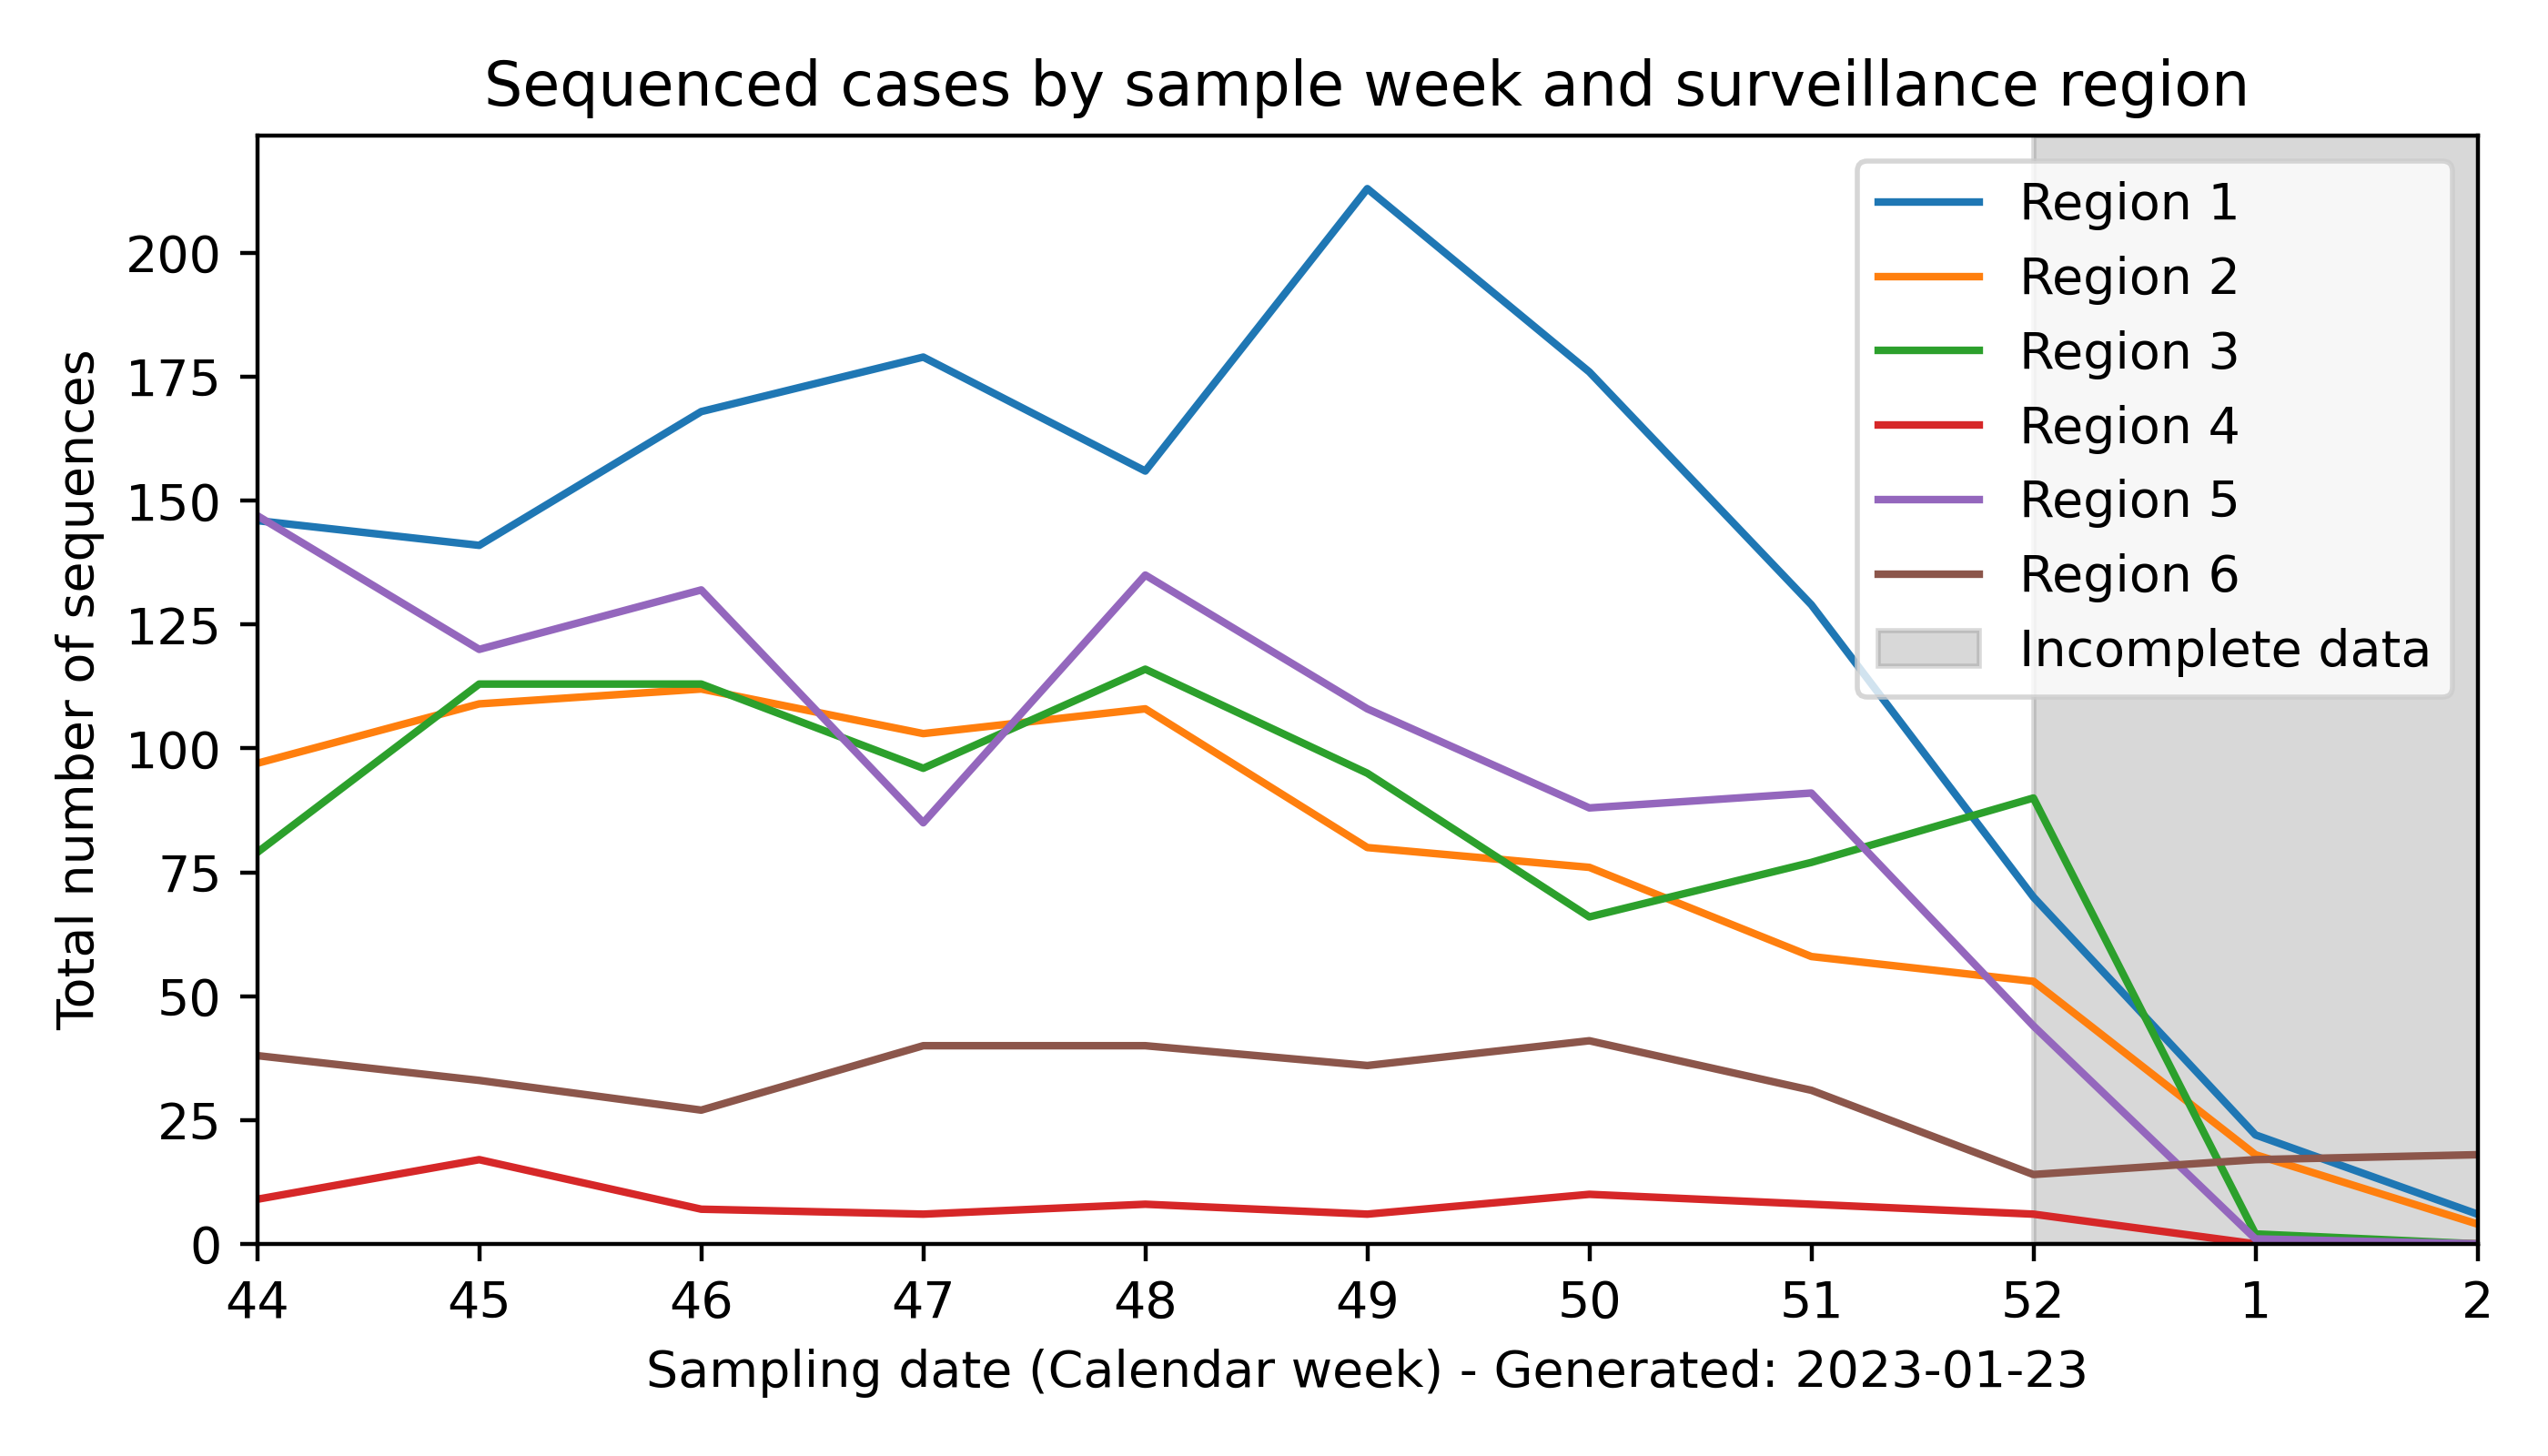 Sequenced cases by sample week and surveillance region
Total number of sequences
200
175
150
125
100
75
50
25
0
Region 1
Region 2
Region 3
Region 4
Region 5
Region 6
Incomplete data
44 45 46 47 48 49 50 51 52 1 2
Sampling date (Calendar week) - Generated: 2023-01-23